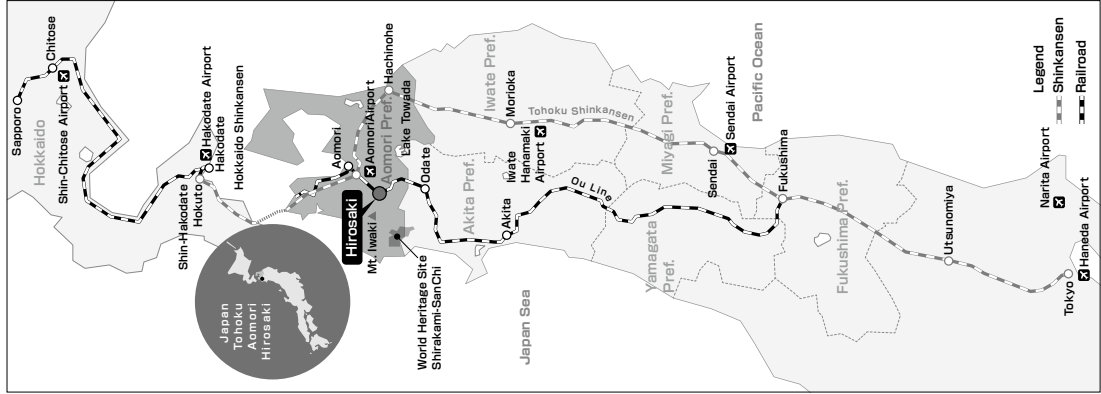 Sapporo
Chitose
Shin-Chitose Airport
Hokkaido
Hakodate Airport
Hakodate
Shin-Hakodate
Hokuto
Hokkaido Shinkansen
Aomori
Aomori Airport
Aomori Pref.
Hachinohe
Lake Towada
Hirosaki
Mt. Iwaki
World Heritage Site
Shirakami-SanChi
Odate
Akita Pref.
Akita
Iwate Pref.
Morioka
Iwate
Hanamaki
Airport
Tohoku Shinkansen
Ou Line
Miyagi Pref.
Sendai
Sendai Airport
Yamagata
Pref.
Fukushima
Fukushima Pref.
Utsunomiya
Tokyo
Narita Airport
Haneda Airport
Japan Sea
Pacific Ocean
Japan
Tohoku
Aomori
Hirosaki
Legend
Shinkansen
Railroad